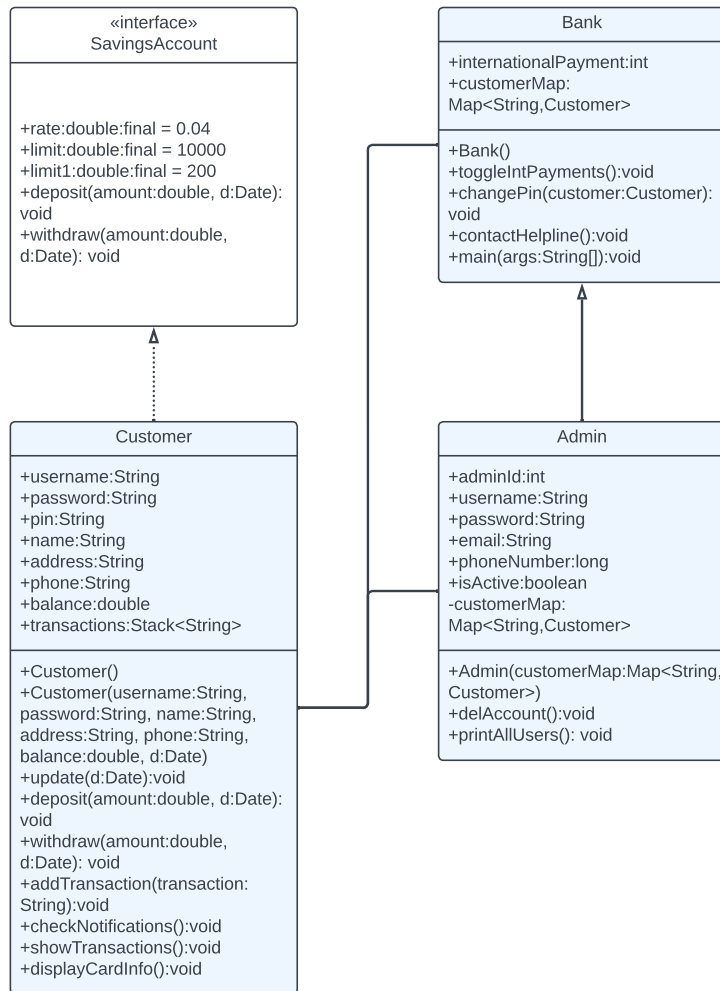 «interface»
SavingsAccount
+rate:double:final = 0.04
+limit:double:final = 10000
+limit1:double:final = 200
+deposit(amount:double, d:Date):
void
+withdraw(amount:double,
d:Date): void
Bank
+internationalPayment:int
+customerMap:
Map<String,Customer>
+Bank()
+toggleIntPayments():void
+changePin(customer:Customer):
void
+contactHelpline():void
+main(args:String[]):void
Customer
+username:String
+password:String
+pin:String
+name:String
+address:String
+phone:String
+balance:double
+transactions:Stack<String>
+Customer()
+Customer(username:String,
password:String, name:String,
address:String, phone:String,
balance:double, d:Date)
+update(d:Date):void
+deposit(amount:double, d:Date):
void
+withdraw(amount:double,
d:Date): void
+addTransaction(transaction:
String):void
+checkNotifications():void
+showTransactions():void
+displayCardInfo():void
Admin
+adminId:int
+username:String
+password:String
+email:String
+phoneNumber:long
+isActive:boolean
-customerMap:
Map<String,Customer>
+Admin(customerMap:Map<String,
Customer>)
+delAccount():void
+printAllUsers(): void